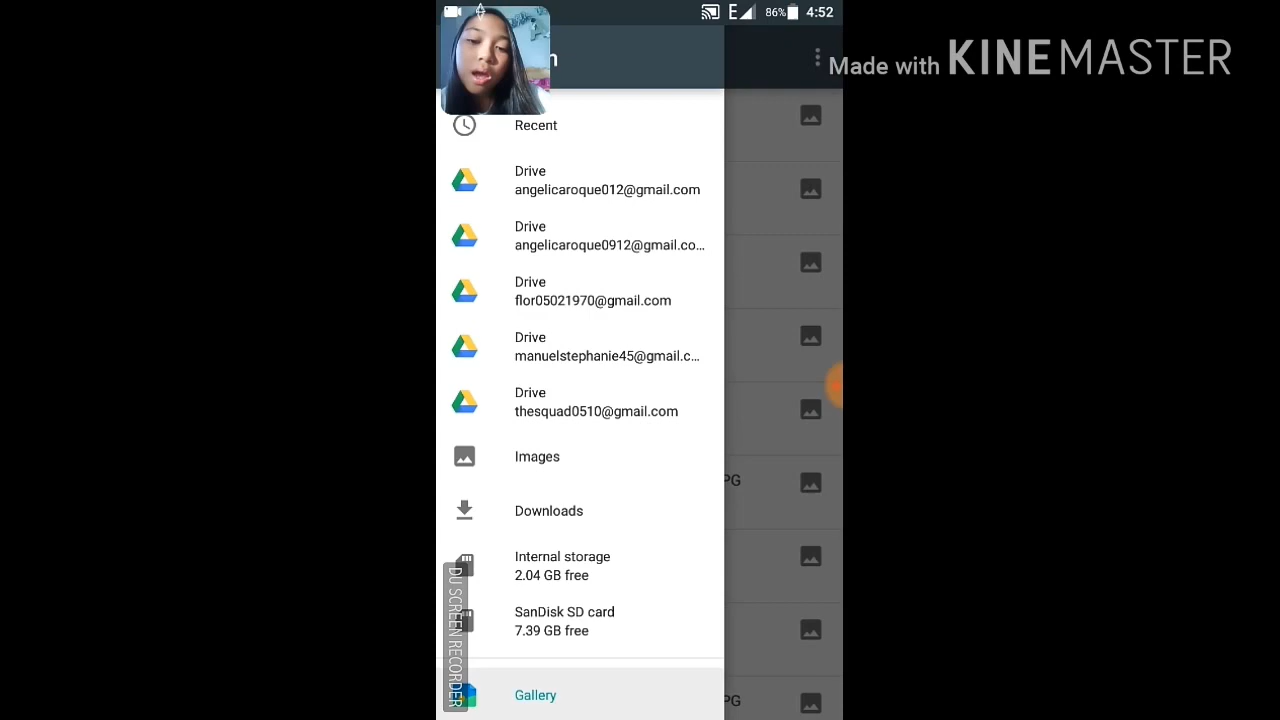 E 86% 4:52
Made with KINEMASTER
n
Recent
Drive
angelicaroque012@gmail.com
Drive
angelicaroque0912@gmail.co...
Drive
flor05021970@gmail.com
Drive
manuelstephanie45@gmail.c...
Drive
thesquad0510@gmail.com
Images
PG
Downloads
Internal storage
2.04 GB free
SanDisk SD card
7.39 GB free
DU SCREEN RECORDER
Gallery
PG